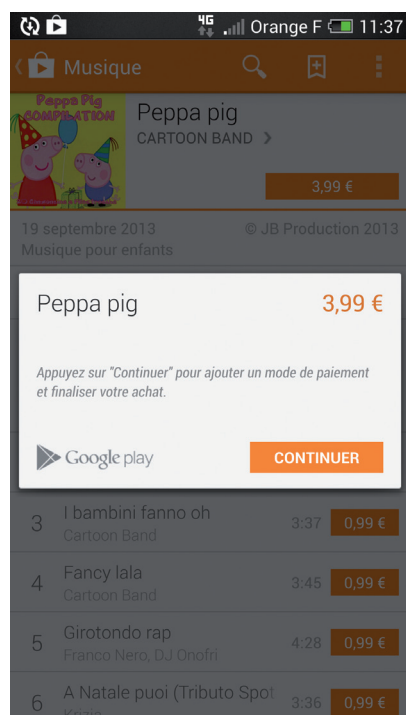 4G Orange F 11:37
Musique
Peppa Pig
COMPILATION
Peppa pig
CARTOON BAND
3,99 €
19 septembre 2013 © JB Production 2013
Musique pour enfants
Peppa pig 3,99 €
Appuyez sur "Continuer" pour ajouter un mode de paiement
et finaliser votre achat.
Google play CONTINUER
3 I bambini fanno oh 3:37 0,99 €
Cartoon Band
4 Fancy lala 3:45 0,99 €
Cartoon Band
5 Girotondo rap 4:28 0,99 €
Franco Nero, DJ Onofri
6 A Natale puoi (Tributo Spot 3:36 0,99 €
Krizia